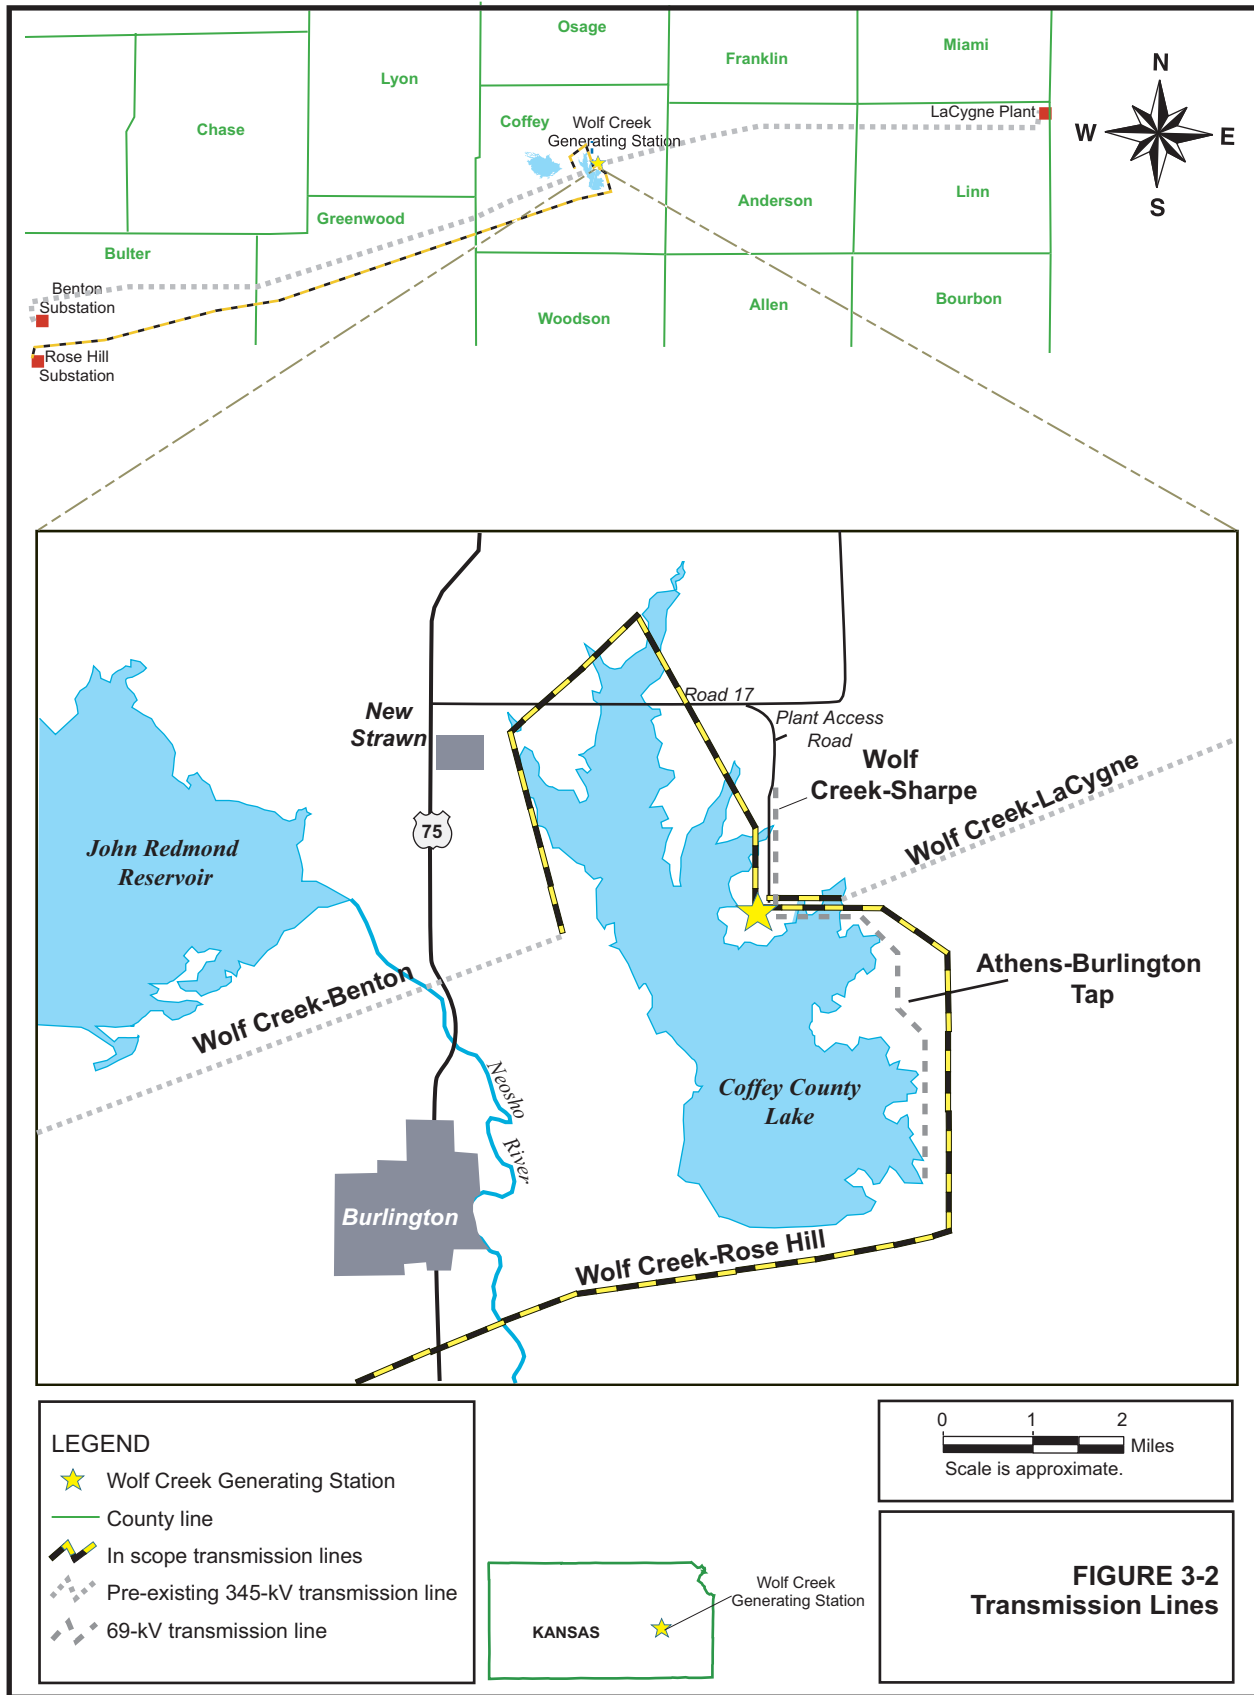 Osage
Miami
Franklin
Lyon
N
LaCygne Plant
Coffey
Wolf Creek
Generating Station
Chase
W
E
Linn
Anderson
S
Greenwood
Bulter
Benton
Substation
Bourbon
Allen
Woodson
Rose Hill
Substation
Road 17
New
Strawn
Plant Access
Road
Wolf
Creek-Sharpe
Wolf Creek-LaCygne
75
John Redmond
Reservoir
Athens-Burlington
Tap
Wolf Creek-Benton
Neosho
River
Coffey County
Lake
Burlington
Wolf Creek-Rose Hill
LEGEND
Wolf Creek Generating Station
County line
In scope transmission lines
Pre-existing 345-kV transmission line
69-kV transmission line
0 1 2
Miles
Scale is approximate.
Wolf Creek
Generating Station
KANSAS
FIGURE 3-2
Transmission Lines